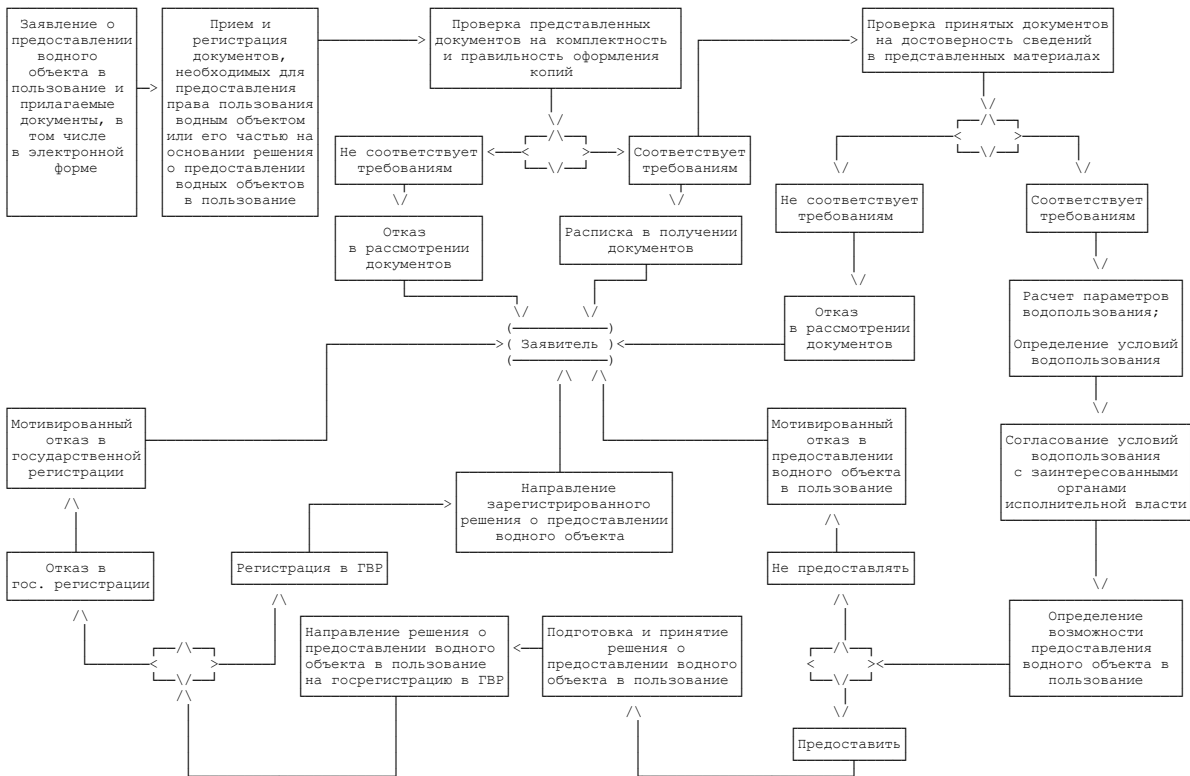 Заявление о
предоставлении
водного
объекта в
пользование и
прилагаемые
документы, в
том числе
в электронной
форме
Прием и
регистрация
документов,
необходимых для
предоставления
права пользования
водным объектом
или его частью на
основании решения
о предоставлении
водных объектов
в пользование
Проверка представленных
документов на комплектность
и правильность оформления
копий
Проверка принятых документов
на достоверность сведений
в представленных материалах
Не соответствует
требованиям
Соответствует
требованиям
Не соответствует
требованиям
Соответствует
требованиям
Отказ
в рассмотрении
документов
Расписка в получении
документов
Отказ
в рассмотрении
документов
Расчет параметров
водопользования;
Определение условий
водопользования
Заявитель
Мотивированный
отказ в
государственной
регистрации
Направление
зарегистрированного
решения о предоставлении
водного объекта
Мотивированный
отказ в
предоставлении
водного объекта
в пользование
Согласование условий
водопользования
с заинтересованными
органами
исполнительной власти
Отказ в
гос. регистрации
Регистрация в ГВР
Не предоставлять
Направление решения о
предоставлении водного
объекта в пользование
на госрегистрацию в ГВР
Подготовка и принятие
решения о
предоставлении водного
объекта в пользование
Определение
возможности
предоставления
водного объекта в
пользование
Предоставить